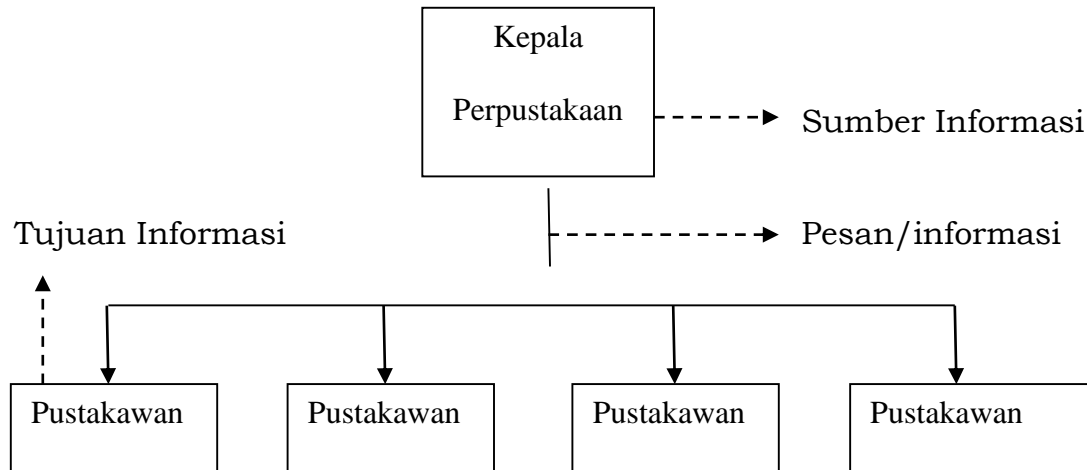 Kepala
Perpustakaan
Sumber Informasi
Tujuan Informasi
Pesan/informasi
Pustakawan
Pustakawan
Pustakawan
Pustakawan